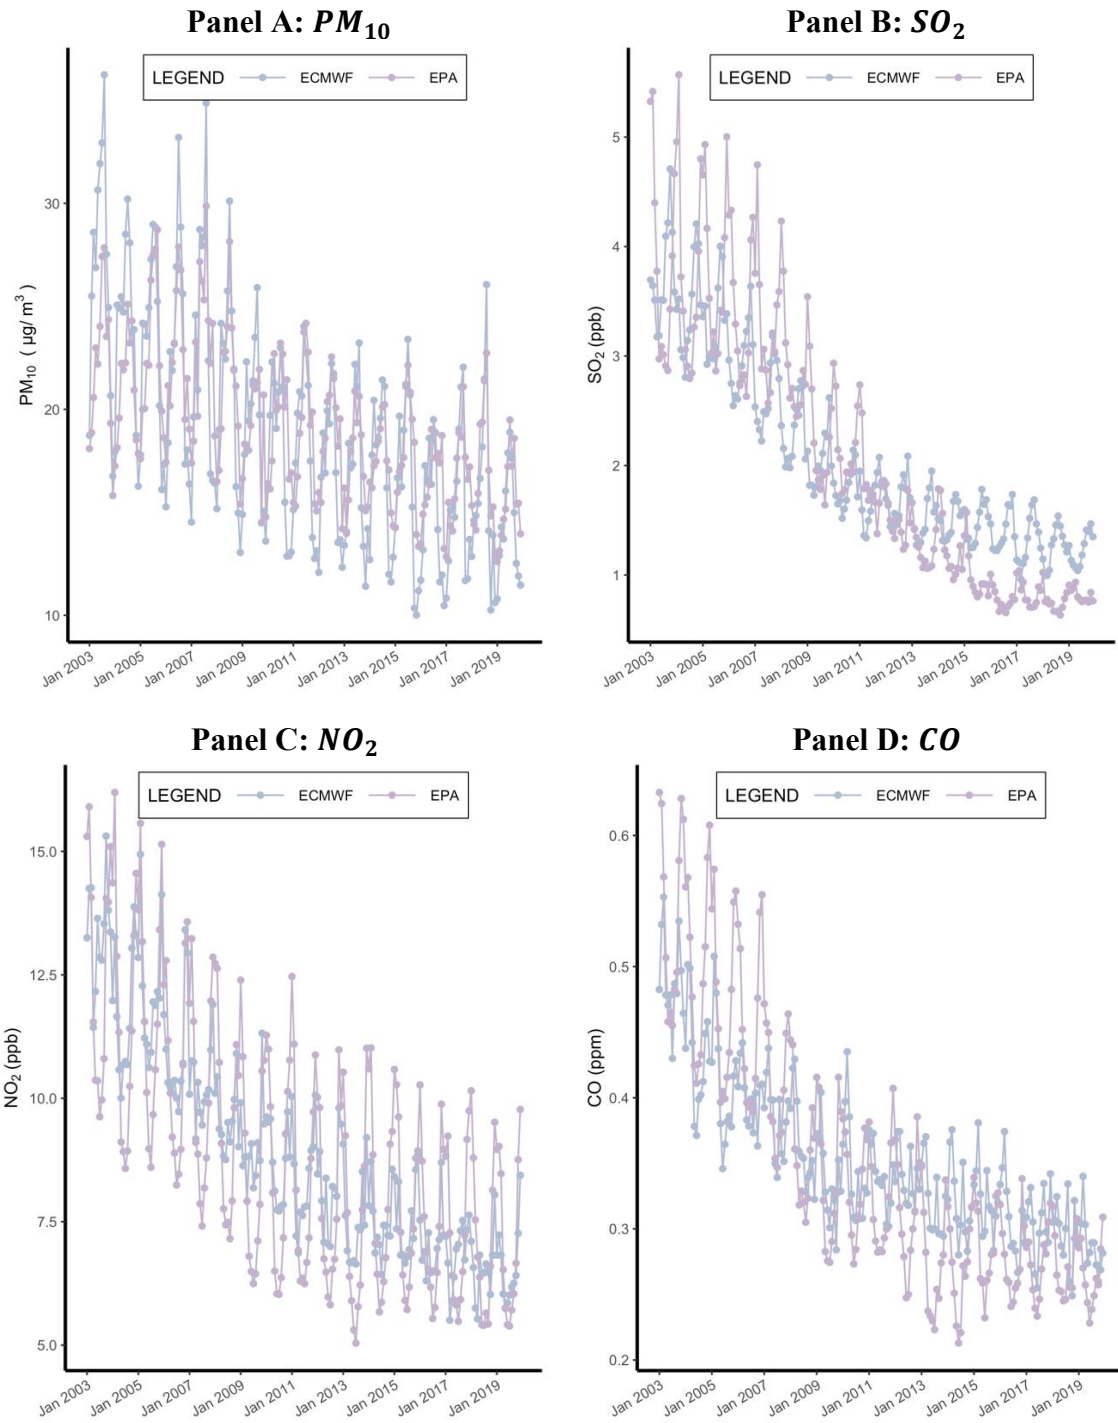 Panel A: PM₁₀
LEGEND ECMWF EPA
PM₁₀ ( µg/ m³ )
30
20
10
Jan 2003 Jan 2005 Jan 2007 Jan 2009 Jan 2011 Jan 2013 Jan 2015 Jan 2017 Jan 2019
Panel B: SO₂
LEGEND ECMWF EPA
SO₂ (ppb)
5
4
3
2
1
Jan 2003 Jan 2005 Jan 2007 Jan 2009 Jan 2011 Jan 2013 Jan 2015 Jan 2017 Jan 2019
Panel C: NO₂
LEGEND ECMWF EPA
NO₂ (ppb)
15.0
12.5
10.0
7.5
5.0
Jan 2003 Jan 2005 Jan 2007 Jan 2009 Jan 2011 Jan 2013 Jan 2015 Jan 2017 Jan 2019
Panel D: CO
LEGEND ECMWF EPA
CO (ppm)
0.6
0.5
0.4
0.3
0.2
Jan 2003 Jan 2005 Jan 2007 Jan 2009 Jan 2011 Jan 2013 Jan 2015 Jan 2017 Jan 2019